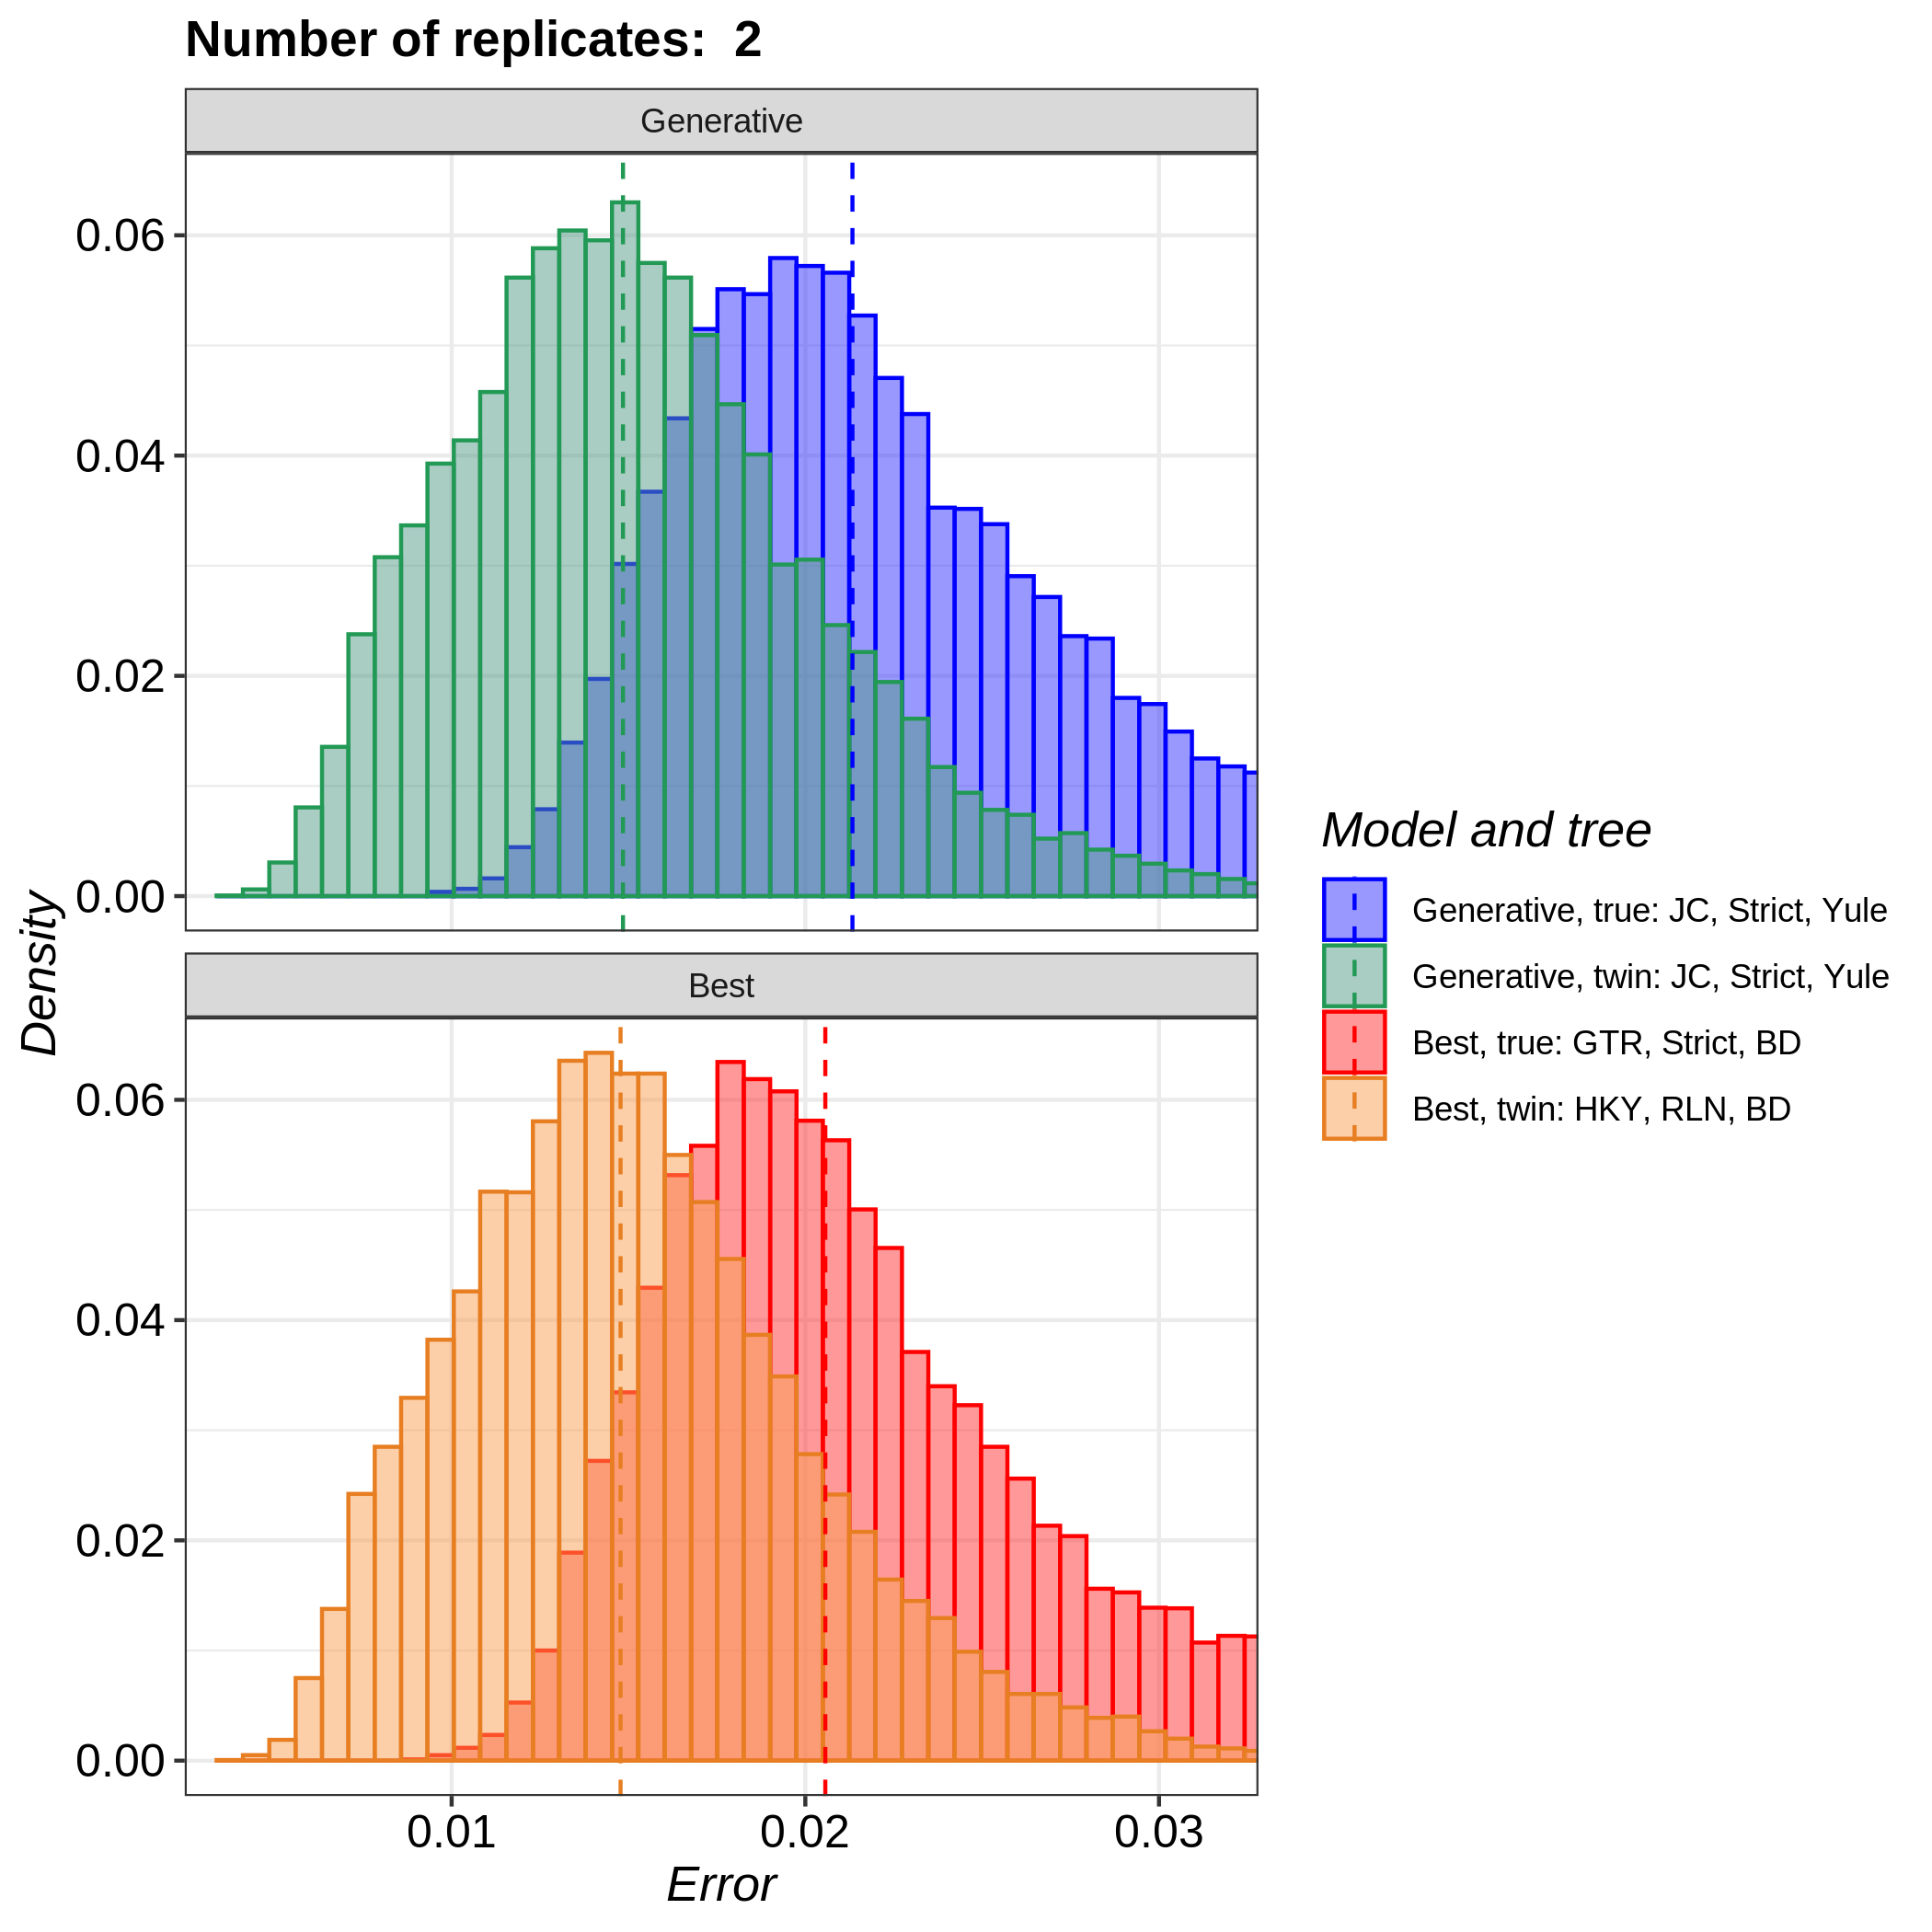 Number of replicates:  2
Generative
0.06
0.04
0.02
0.00
Density
Best
0.06
0.04
0.02
0.00
0.01 0.02 0.03
Error
Model and tree
Generative, true: JC, Strict, Yule
Generative, twin: JC, Strict, Yule
Best, true: GTR, Strict, BD
Best, twin: HKY, RLN, BD